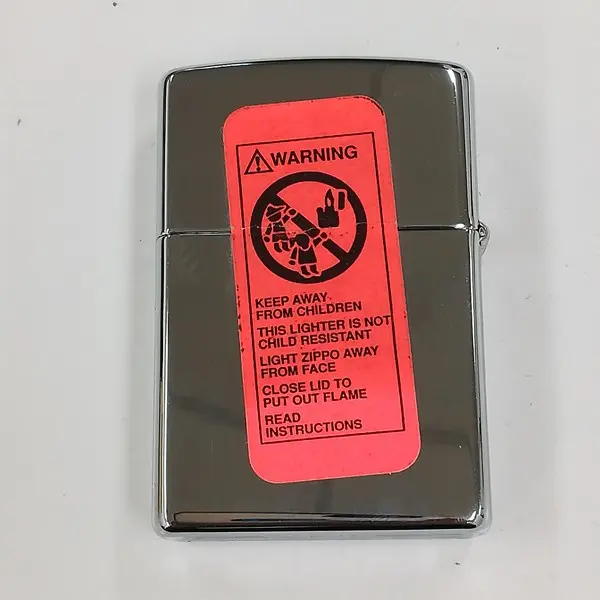 WARNING
KEEP AWAY
FROM CHILDREN
THIS LIGHTER IS NOT
CHILD RESISTANT
LIGHT ZIPPO AWAY
FROM FACE
CLOSE LID TO
PUT OUT FLAME
READ
INSTRUCTIONS